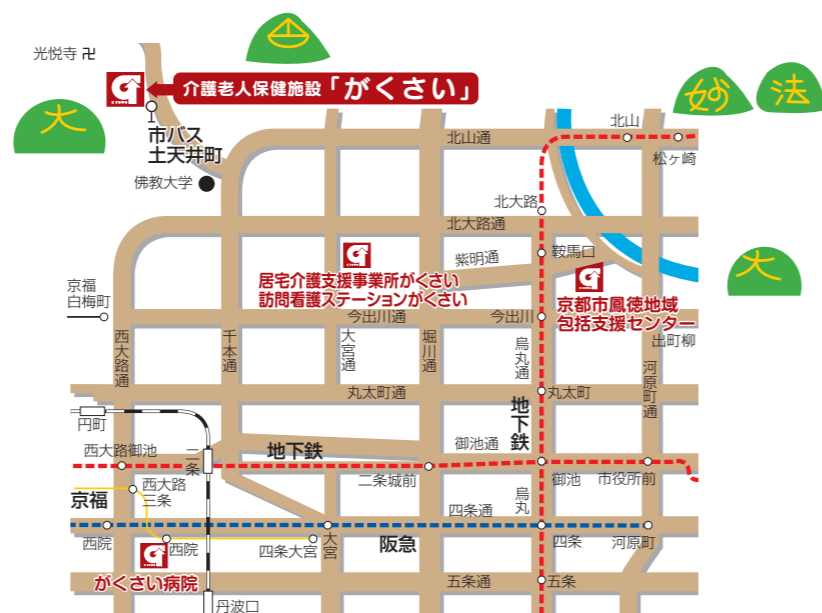 光悦寺 卍
介護老人保健施設「がくさい」
大
妙
法
市バス
土天井町
佛教大学
北山
北山通
松ヶ崎
北大路
北大路通
紫明通
鞍馬口
居宅介護支援事業所がくさい
訪問看護ステーションがくさい
大
京都市鳳徳地域
包括支援センター
京福
白梅町
今出川通
今出川
出町柳
西大路通
千本通
大宮通
堀川通
烏丸通
河原町通
丸太町通
丸太町
円町
地下鉄
西大路御池
二条
地下鉄
御池通
二条城前
御池
市役所前
京福
西大路
三条
四条通
烏丸
西院
西院
四条大宮
大宮
阪急
四条
河原町
がくさい病院
五条通
五条
丹波口